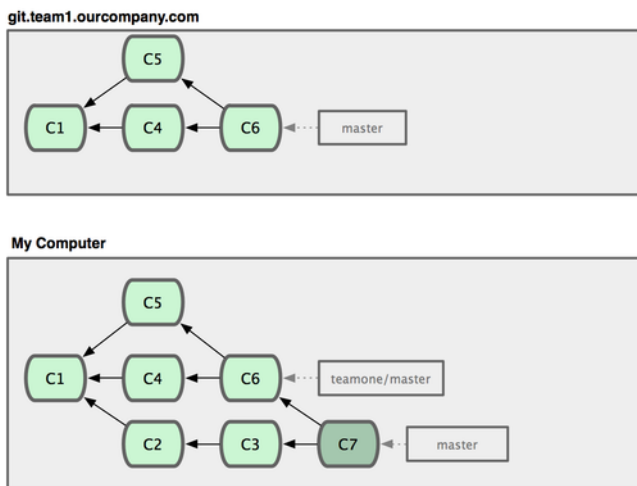 git.team1.ourcompany.com
C5
C1
C4
C6
master
My Computer
C5
C1
C4
C6
teamone/master
C2
C3
C7
master